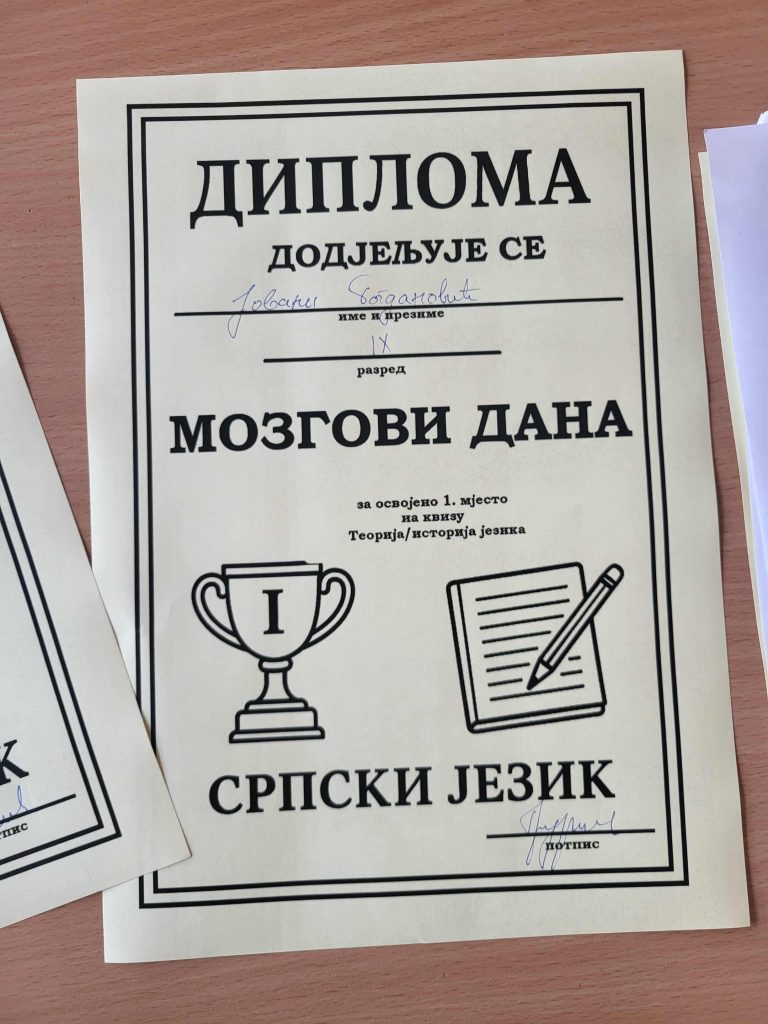 ДИПЛОМА
ДОДЈЕЉУЈЕ СЕ
Јовани Богдановић
име и презиме
IX
разред
МОЗГОВИ ДАНА
за освојено 1. мјесто
на квизу
Теорија/историја језика
I
СРПСКИ ЈЕЗИК
потпис
К